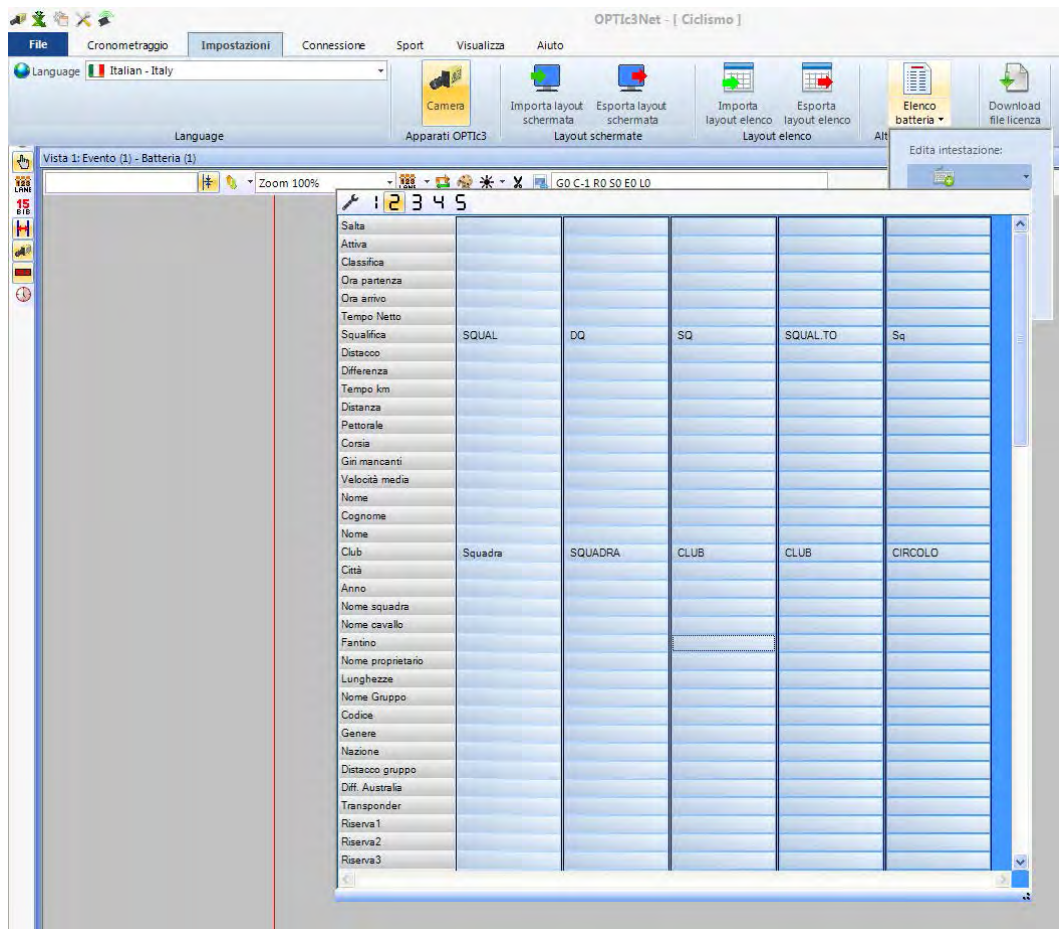 OPTIc3Net - [ Ciclismo ]
File Cronometraggio Impostazioni Connessione Sport Visualizza Aiuto
Language Italian - Italy
Camera
Importa layout schermata
Esporta layout schermata
Importa layout elenco
Esporta layout elenco
Elenco batteria
Download file licenza
Language Apparati OPTIc3 Layout schermate Layout elenco Alt
Edita intestazione:
Vista 1: Evento (1) - Batteria (1)
Zoom 100% G0 C-1 R0 S0 E0 L0
123 LANE
15 BIB
1 2 3 4 5
Salta
Attiva
Classifica
Ora partenza
Ora arrivo
Tempo Netto
Squalifica SQUAL DQ SQ SQUAL.TO Sq
Distacco
Differenza
Tempo km
Distanza
Pettorale
Corsia
Giri mancanti
Velocità media
Nome
Cognome
Nome
Club Squadra SQUADRA CLUB CLUB CIRCOLO
Città
Anno
Nome squadra
Nome cavallo
Fantino
Nome proprietario
Lunghezze
Nome Gruppo
Codice
Genere
Nazione
Distacco gruppo
Diff. Australia
Transponder
Riserva1
Riserva2
Riserva3